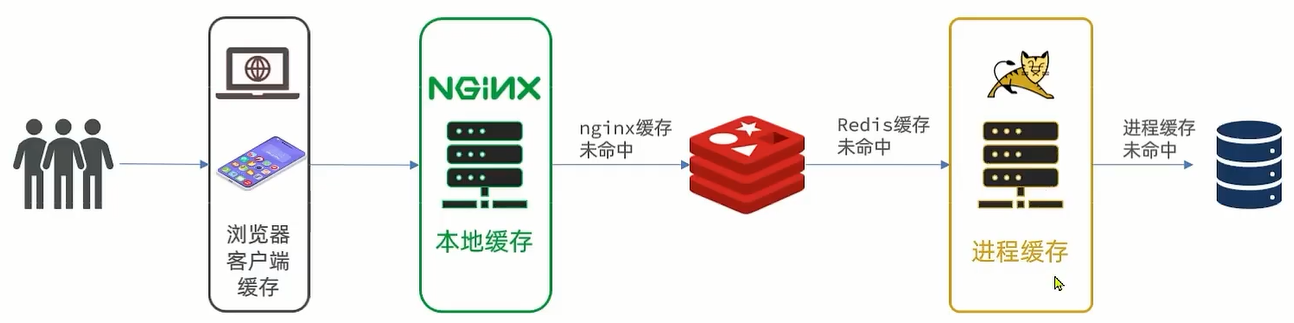 浏览器
客户端
缓存
NGINX
本地缓存
nginx缓存
未命中
Redis缓存
未命中
进程缓存
进程缓存
未命中